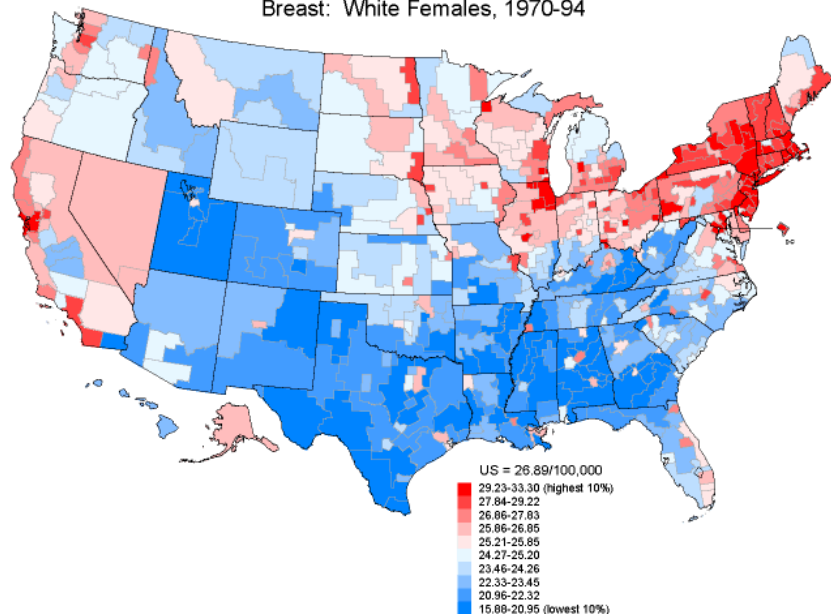 Breast: White Females, 1970-94
DC
US = 26.89/100,000
29.23-33.30 (highest 10%)
27.84-29.22
26.86-27.83
25.86-26.85
25.21-25.85
24.27-25.20
23.46-24.26
22.33-23.45
20.96-22.32
15.88-20.95 (lowest 10%)